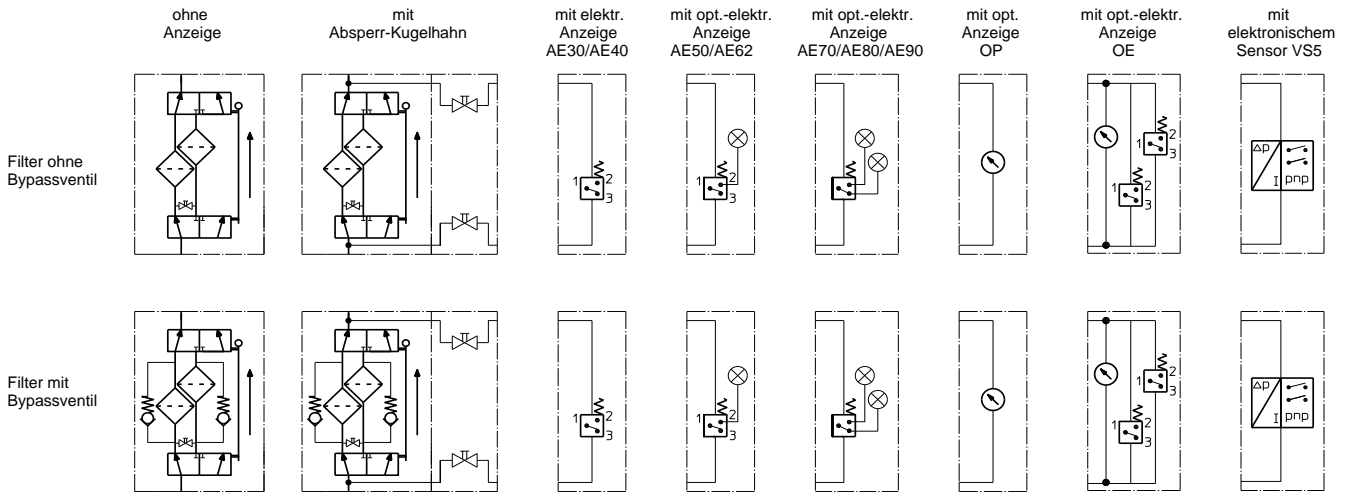 ohne
Anzeige
mit
Absperr-Kugelhahn
mit elektr.
Anzeige
AE30/AE40
mit opt.-elektr.
Anzeige
AE50/AE62
mit opt.-elektr.
Anzeige
AE70/AE80/AE90
mit opt.
Anzeige
OP
mit opt.-elektr.
Anzeige
OE
mit
elektronischem
Sensor VS5
Filter ohne
Bypassventil
1 2
3
1 2
3
1 2
3
1 2
3
Δp
I pnp
Filter mit
Bypassventil
1 2
3
1 2
3
1 2
3
1 2
3
Δp
I pnp